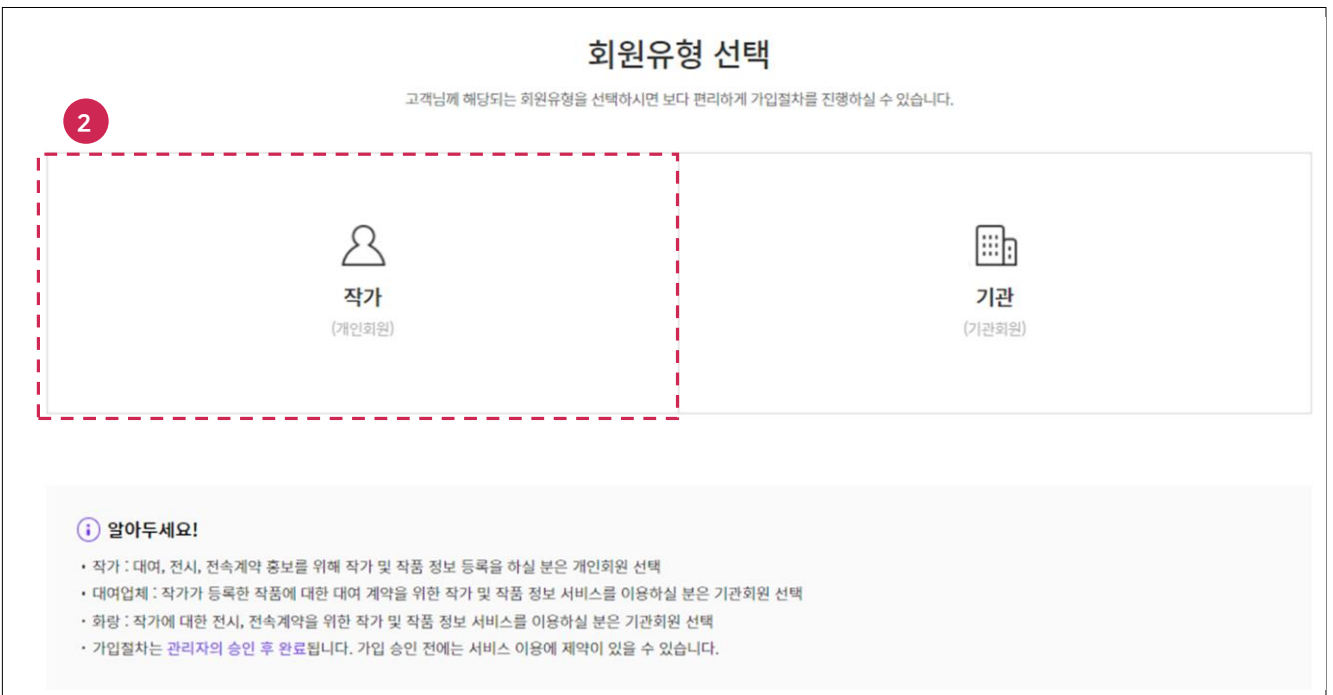 회원유형 선택
고객님께 해당되는 회원유형을 선택하시면 보다 편리하게 가입절차를 진행하실 수 있습니다.
2
작가
(개인회원)
기관
(기관회원)
알아두세요!
• 작가 : 대여, 전시, 전속계약 홍보를 위해 작가 및 작품 정보 등록을 하실 분은 개인회원 선택
• 대여업체 : 작가가 등록한 작품에 대한 대여 계약을 위한 작가 및 작품 정보 서비스를 이용하실 분은 기관회원 선택
• 화랑 : 작가에 대한 전시, 전속계약을 위한 작가 및 작품 정보 서비스를 이용하실 분은 기관회원 선택
• 가입절차는 관리자의 승인 후 완료됩니다. 가입 승인 전에는 서비스 이용에 제약이 있을 수 있습니다.